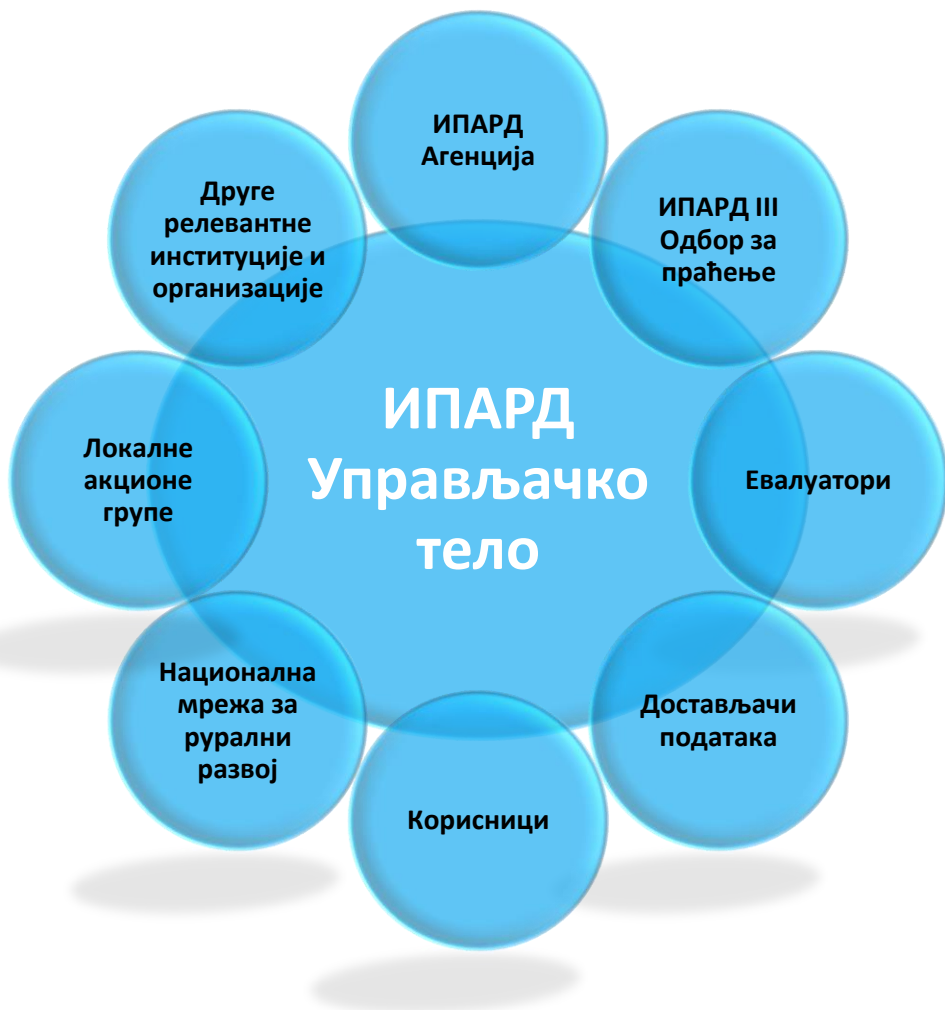 ИПАРД
Агенција
ИПАРД III
Одбор за
праћење
Евалуатори
Достављачи
података
Корисници
Национална
мрежа за
рурални
развој
Локалне
акционе
групе
Друге
релевантне
институције и
организације
ИПАРД
Управљачко
тело